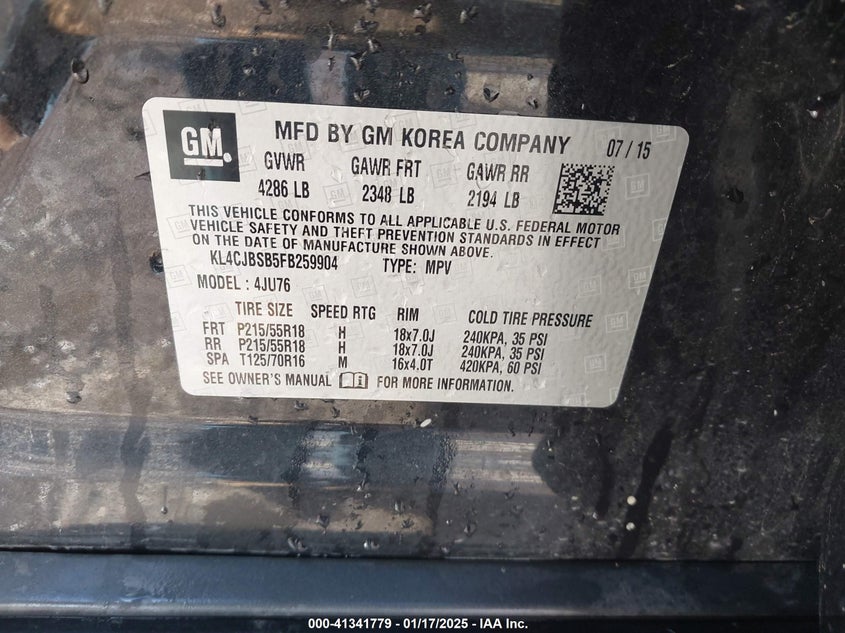 GM
MFD BY GM KOREA COMPANY 07/15
GVWR GAWR FRT GAWR RR
4286 LB 2348 LB 2194 LB
THIS VEHICLE CONFORMS TO ALL APPLICABLE U.S. FEDERAL MOTOR
VEHICLE SAFETY AND THEFT PREVENTION STANDARDS IN EFFECT
ON THE DATE OF MANUFACTURE SHOWN ABOVE.
KL4CJBSB5FB259904 TYPE: MPV
MODEL : 4JU76
TIRE SIZE SPEED RTG RIM COLD TIRE PRESSURE
FRT P215/55R18 H 18x7.0J 240KPA, 35 PSI
RR P215/55R18 H 18x7.0J 240KPA, 35 PSI
SPA T125/70R16 M 16x4.0T 420KPA, 60 PSI
SEE OWNER'S MANUAL FOR MORE INFORMATION.
000-41341779 — 01/17/2025 — IAA Inc.